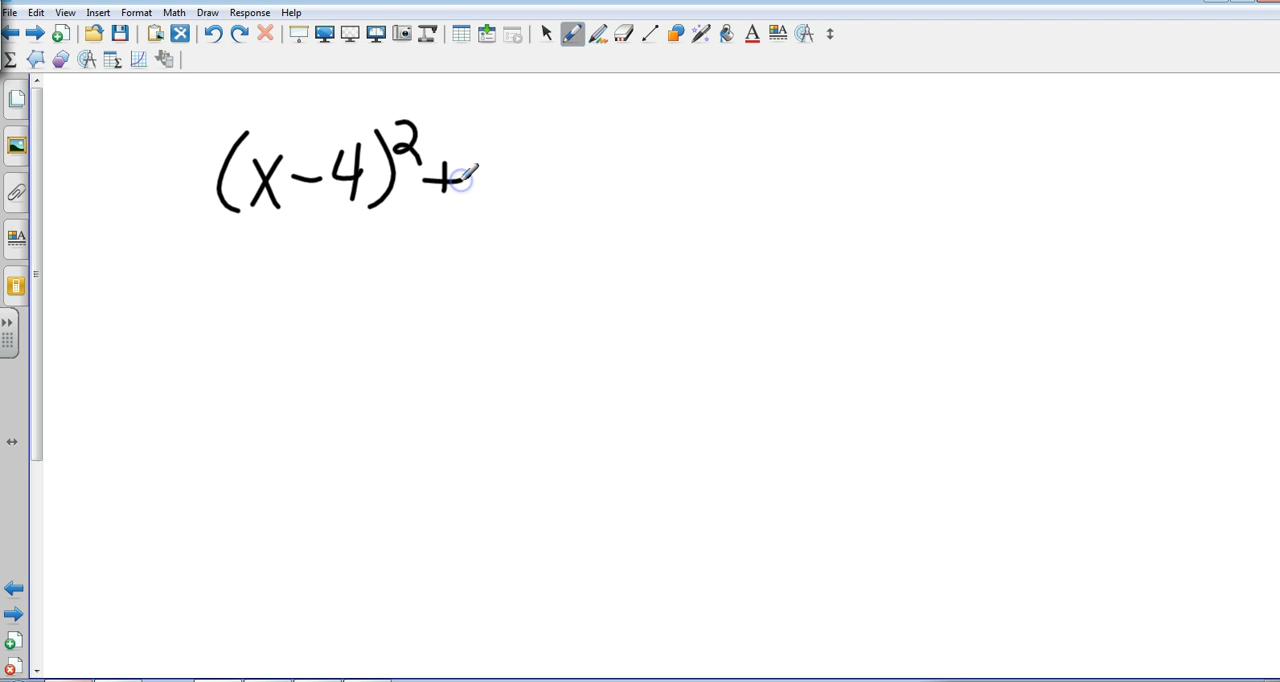 File Edit View Insert Format Math Draw Response Help
(x-4)²+